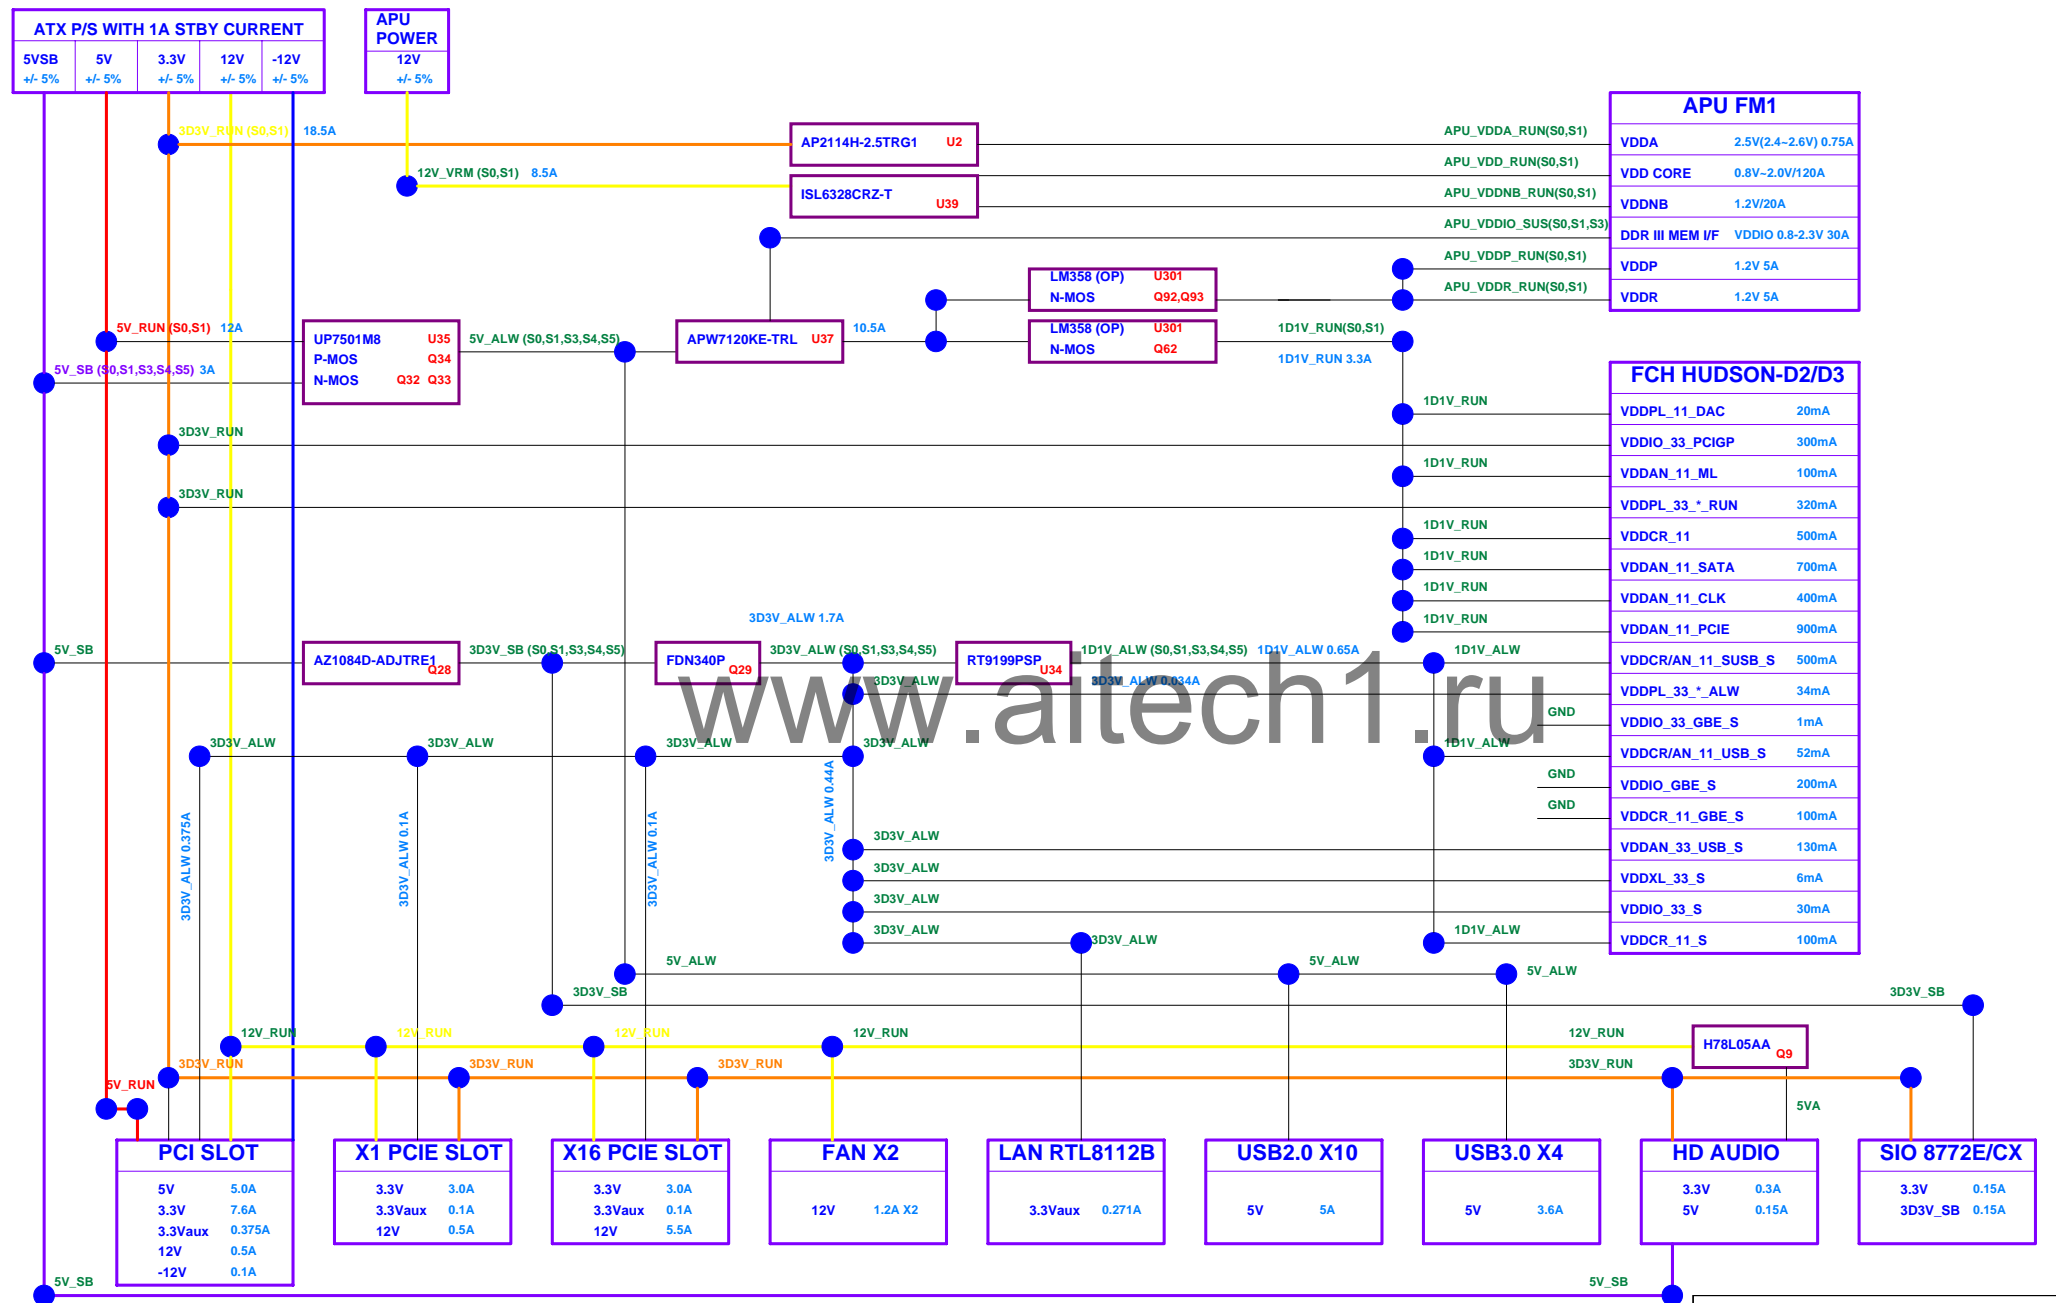 ATX P/S WITH 1A STBY CURRENT
5VSB 5V 3.3V 12V -12V
+/- 5% +/- 5% +/- 5% +/- 5% +/- 5%
APU
POWER
12V
+/- 5%
3D3V_RUN (S0,S1) 18.5A
12V_VRM (S0,S1) 8.5A
AP2114H-2.5TRG1 U2
ISL6328CRZ-T
U39
APU_VDDA_RUN(S0,S1)
APU_VDD_RUN(S0,S1)
APU_VDDNB_RUN(S0,S1)
APU_VDDIO_SUS(S0,S1,S3)
APU_VDDP_RUN(S0,S1)
APU_VDDR_RUN(S0,S1)
APU FM1
VDDA 2.5V(2.4~2.6V) 0.75A
VDD CORE 0.8V~2.0V/120A
VDDNB 1.2V/20A
DDR III MEM I/F VDDIO 0.8-2.3V 30A
VDDP 1.2V 5A
VDDR 1.2V 5A
5V_RUN (S0,S1) 12A
5V_SB (S0,S1,S3,S4,S5) 3A
UP7501M8 U35
P-MOS Q34
N-MOS Q32 Q33
5V_ALW (S0,S1,S3,S4,S5)
APW7120KE-TRL U37
10.5A
LM358 (OP) U301
N-MOS Q92,Q93
LM358 (OP) U301
N-MOS Q62
1D1V_RUN(S0,S1)
1D1V_RUN 3.3A
FCH HUDSON-D2/D3
1D1V_RUN VDDPL_11_DAC 20mA
3D3V_RUN VDDIO_33_PCIGP 300mA
1D1V_RUN VDDAN_11_ML 100mA
3D3V_RUN VDDPL_33_*_RUN 320mA
1D1V_RUN VDDCR_11 500mA
1D1V_RUN VDDAN_11_SATA 700mA
1D1V_RUN VDDAN_11_CLK 400mA
1D1V_RUN VDDAN_11_PCIE 900mA
3D3V_ALW 1.7A
5V_SB
AZ1084D-ADJTRE1
Q28
3D3V_SB (S0,S1,S3,S4,S5)
FDN340P
Q29
3D3V_ALW (S0,S1,S3,S4,S5)
RT9199PSP
U34
1D1V_ALW (S0,S1,S3,S4,S5) 1D1V_ALW 0.65A
1D1V_ALW VDDCR/AN_11_SUSB_S 500mA
3D3V_ALW 3D3V_ALW 0.034A VDDPL_33_*_ALW 34mA
www.aitech1.ru
GND VDDIO_33_GBE_S 1mA
3D3V_ALW 3D3V_ALW 3D3V_ALW 3D3V_ALW 1D1V_ALW VDDCR/AN_11_USB_S 52mA
GND VDDIO_GBE_S 200mA
GND VDDCR_11_GBE_S 100mA
3D3V_ALW 0.375A
3D3V_ALW 0.1A
3D3V_ALW 0.1A
3D3V_ALW 0.44A
3D3V_ALW VDDAN_33_USB_S 130mA
3D3V_ALW VDDXL_33_S 6mA
3D3V_ALW VDDIO_33_S 30mA
3D3V_ALW 3D3V_ALW 1D1V_ALW VDDCR_11_S 100mA
5V_ALW 5V_ALW 5V_ALW
3D3V_SB 3D3V_SB
12V_RUN 12V_RUN 12V_RUN 12V_RUN 12V_RUN
H78L05AA
Q9
3D3V_RUN 3D3V_RUN 3D3V_RUN 3D3V_RUN
5V_RUN
5VA
PCI SLOT
5V 5.0A
3.3V 7.6A
3.3Vaux 0.375A
12V 0.5A
-12V 0.1A
X1 PCIE SLOT
3.3V 3.0A
3.3Vaux 0.1A
12V 0.5A
X16 PCIE SLOT
3.3V 3.0A
3.3Vaux 0.1A
12V 5.5A
FAN X2
12V 1.2A X2
LAN RTL8112B
3.3Vaux 0.271A
USB2.0 X10
5V 5A
USB3.0 X4
5V 3.6A
HD AUDIO
3.3V 0.3A
5V 0.15A
SIO 8772E/CX
3.3V 0.15A
3D3V_SB 0.15A
5V_SB 5V_SB